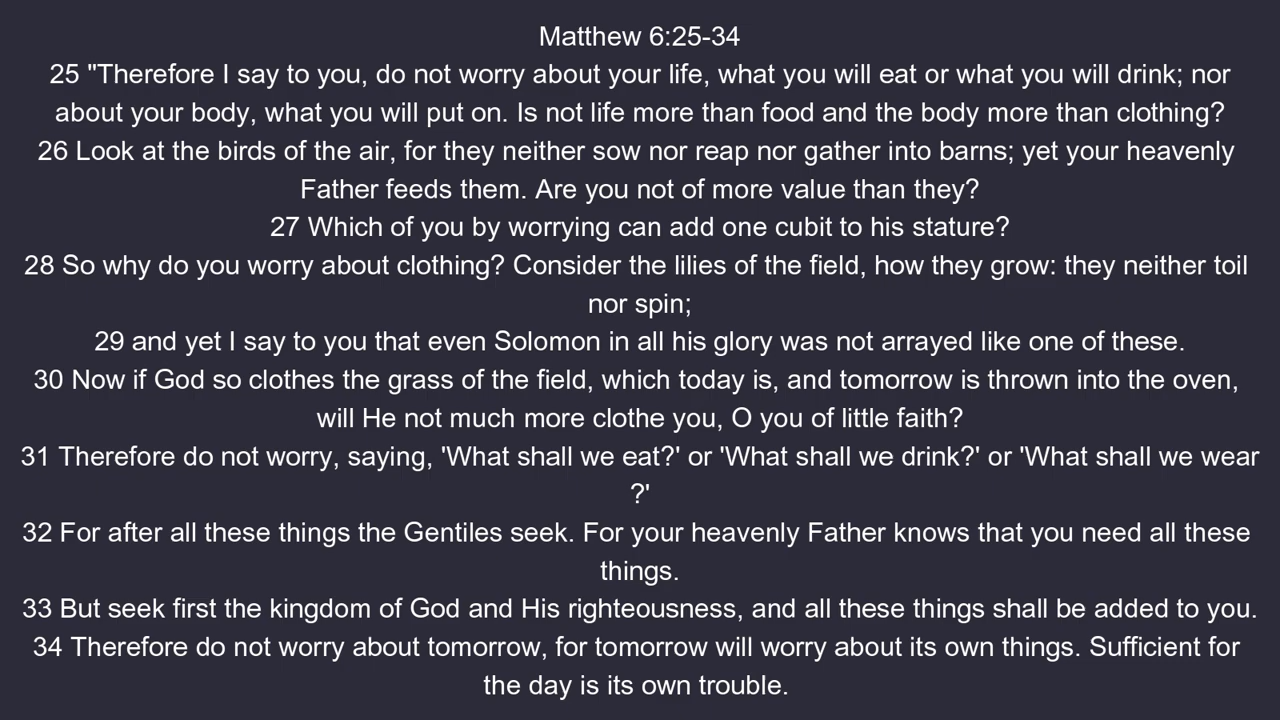 Matthew 6:25-34
25 "Therefore I say to you, do not worry about your life, what you will eat or what you will drink; nor
about your body, what you will put on. Is not life more than food and the body more than clothing?
26 Look at the birds of the air, for they neither sow nor reap nor gather into barns; yet your heavenly
Father feeds them. Are you not of more value than they?
27 Which of you by worrying can add one cubit to his stature?
28 So why do you worry about clothing? Consider the lilies of the field, how they grow: they neither toil
nor spin;
29 and yet I say to you that even Solomon in all his glory was not arrayed like one of these.
30 Now if God so clothes the grass of the field, which today is, and tomorrow is thrown into the oven,
will He not much more clothe you, O you of little faith?
31 Therefore do not worry, saying, 'What shall we eat?' or 'What shall we drink?' or 'What shall we wear
?'
32 For after all these things the Gentiles seek. For your heavenly Father knows that you need all these
things.
33 But seek first the kingdom of God and His righteousness, and all these things shall be added to you.
34 Therefore do not worry about tomorrow, for tomorrow will worry about its own things. Sufficient for
the day is its own trouble.